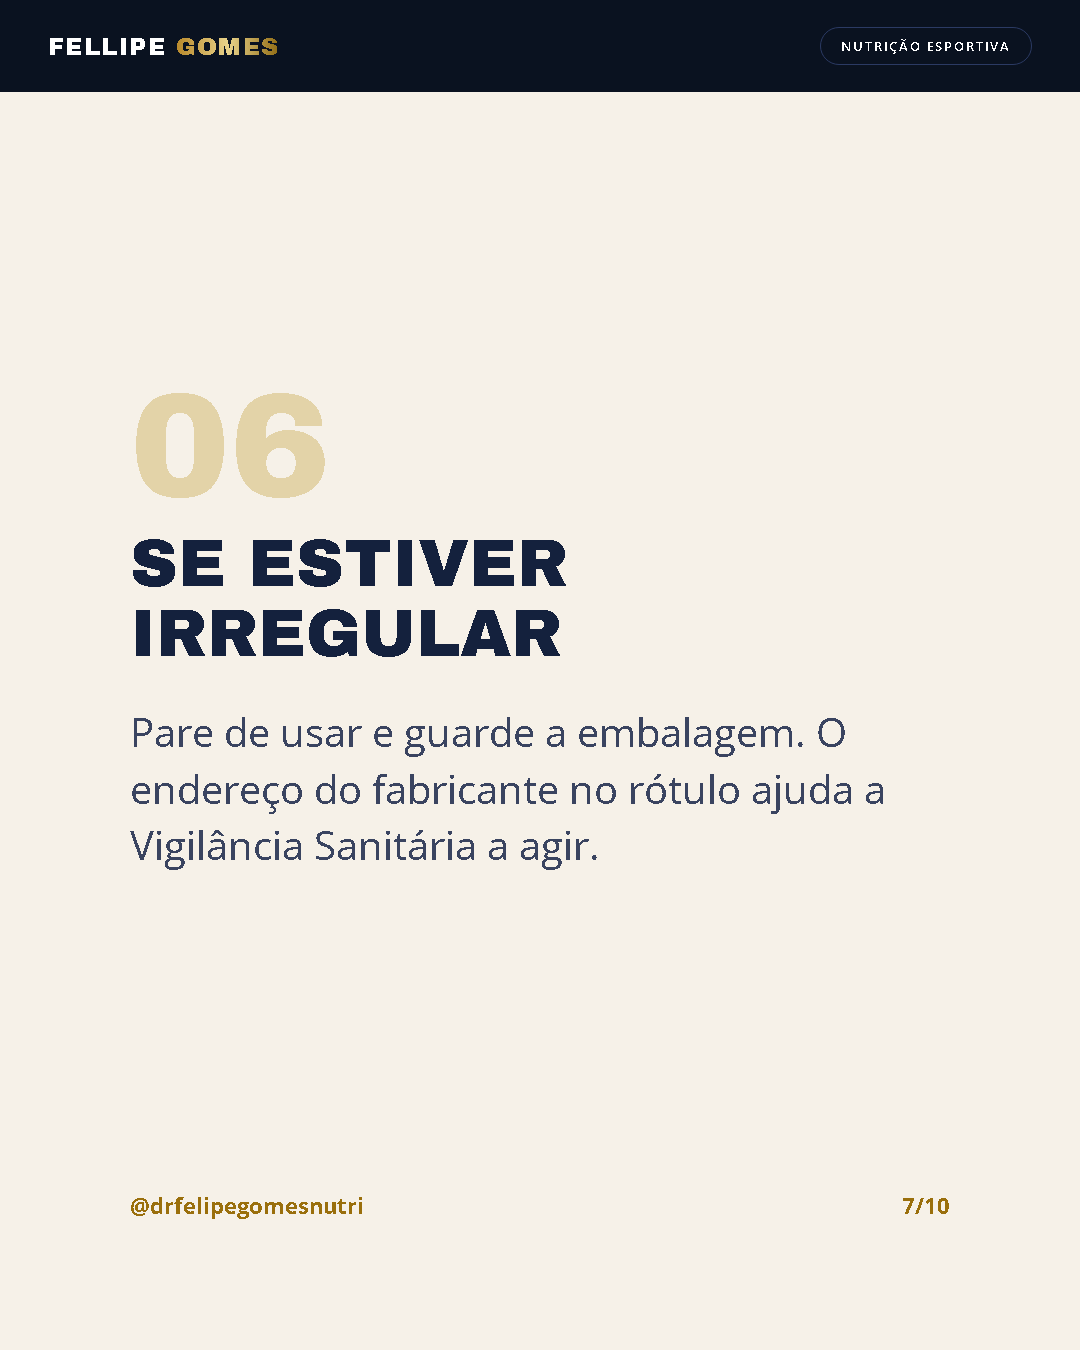 FELLIPE GOMES
NUTRIÇÃO ESPORTIVA
06
SE ESTIVER
IRREGULAR
Pare de usar e guarde a embalagem. O
endereço do fabricante no rótulo ajuda a
Vigilância Sanitária a agir.
@drfelipegomesnutri
7/10